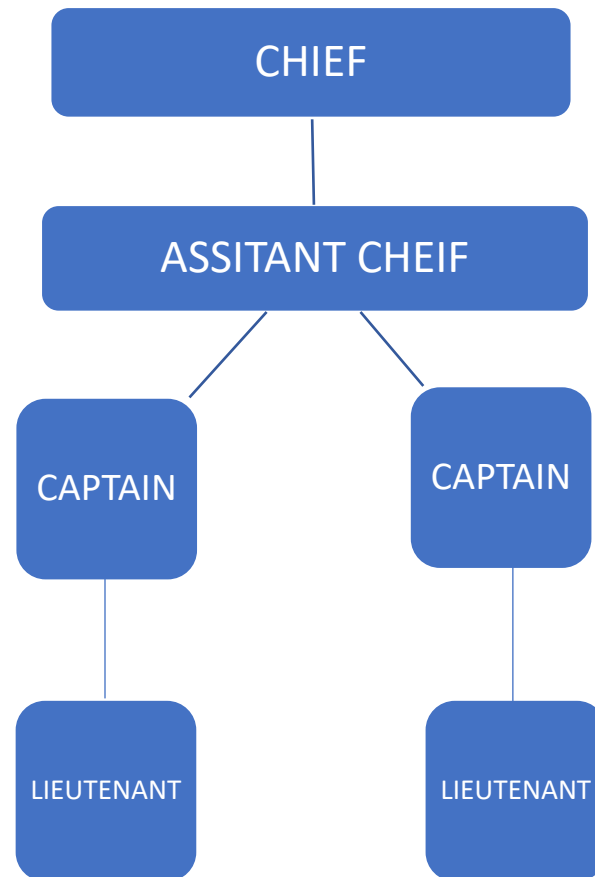 CHIEF
ASSITANT CHEIF
CAPTAIN
CAPTAIN
LIEUTENANT
LIEUTENANT